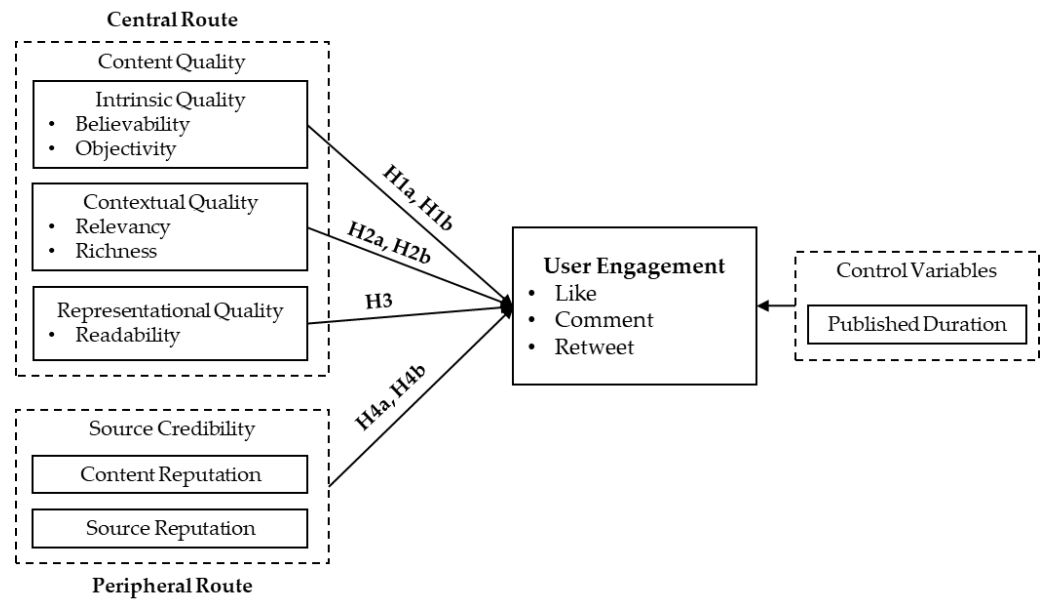 Central Route
Content Quality
Intrinsic Quality
• Believability
• Objectivity
Contextual Quality
• Relevancy
• Richness
Representational Quality
• Readability
H1a, H1b
H2a, H2b
H3
H4a, H4b
Source Credibility
Content Reputation
Source Reputation
Peripheral Route
User Engagement
• Like
• Comment
• Retweet
Control Variables
Published Duration